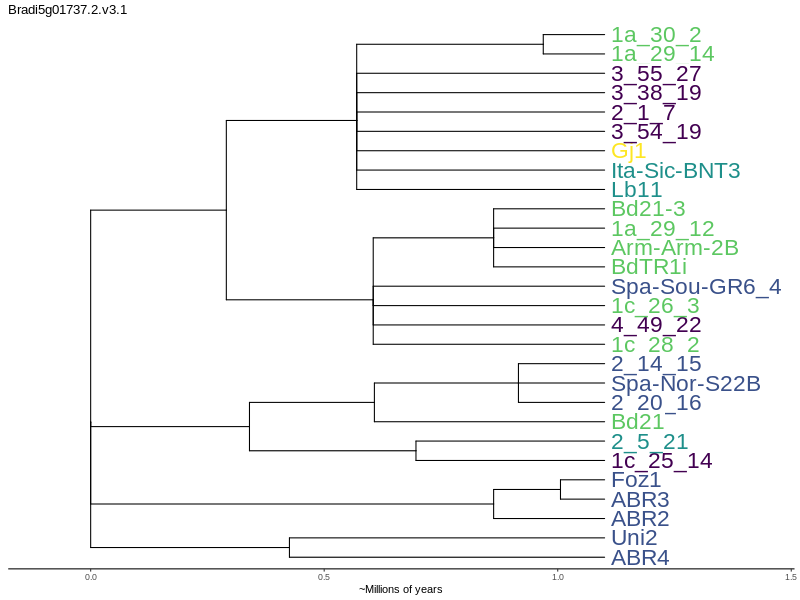 Bradi5g01737.2.v3.1
1a_30_2
1a_29_14
3_55_27
3_38_19
2_1_7
3_54_19
Gj1
Ita-Sic-BNT3
Lb11
Bd21-3
1a_29_12
Arm-Arm-2B
BdTR1i
Spa-Sou-GR6_4
1c_26_3
4_49_22
1c_28_2
2_14_15
Spa-Nor-S22B
2_20_16
Bd21
2_5_21
1c_25_14
Foz1
ABR3
ABR2
Uni2
ABR4
0.0 0.5 1.0 1.5
~Millions of years